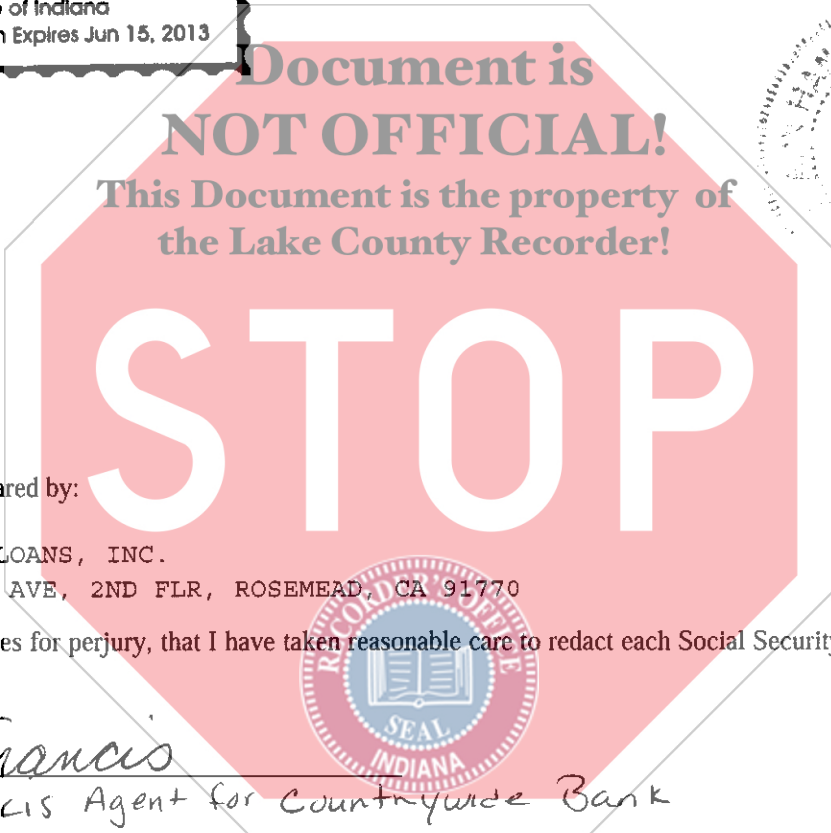 of Indiana
Expires Jun 15, 2013
Document is
NOT OFFICIAL!
This Document is the property of
the Lake County Recorder!
STOP
ared by:
LOANS, INC.
AVE, 2ND FLR, ROSEMEAD, CA 91770
es for perjury, that I have taken reasonable care to redact each Social Security
RECORDER'S OFFICE
SEAL
INDIANA
rancis
cis Agent for Countrywide Bank